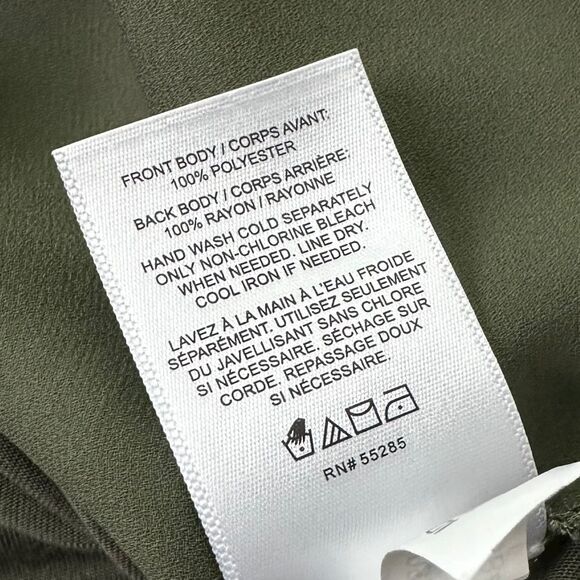 FRONT BODY / CORPS AVANT:
100% POLYESTER
BACK BODY / CORPS ARRIÈRE:
100% RAYON / RAYONNE
HAND WASH COLD SEPARATELY
ONLY NON-CHLORINE BLEACH
WHEN NEEDED. LINE DRY.
COOL IRON IF NEEDED.
LAVEZ À LA MAIN À L'EAU FROIDE
SÉPARÉMENT. UTILISEZ SEULEMENT
DU JAVELLISANT SANS CHLORE
SI NÉCESSAIRE. SÉCHAGE SUR
CORDE. REPASSAGE DOUX
SI NÉCESSAIRE.
RN# 55285